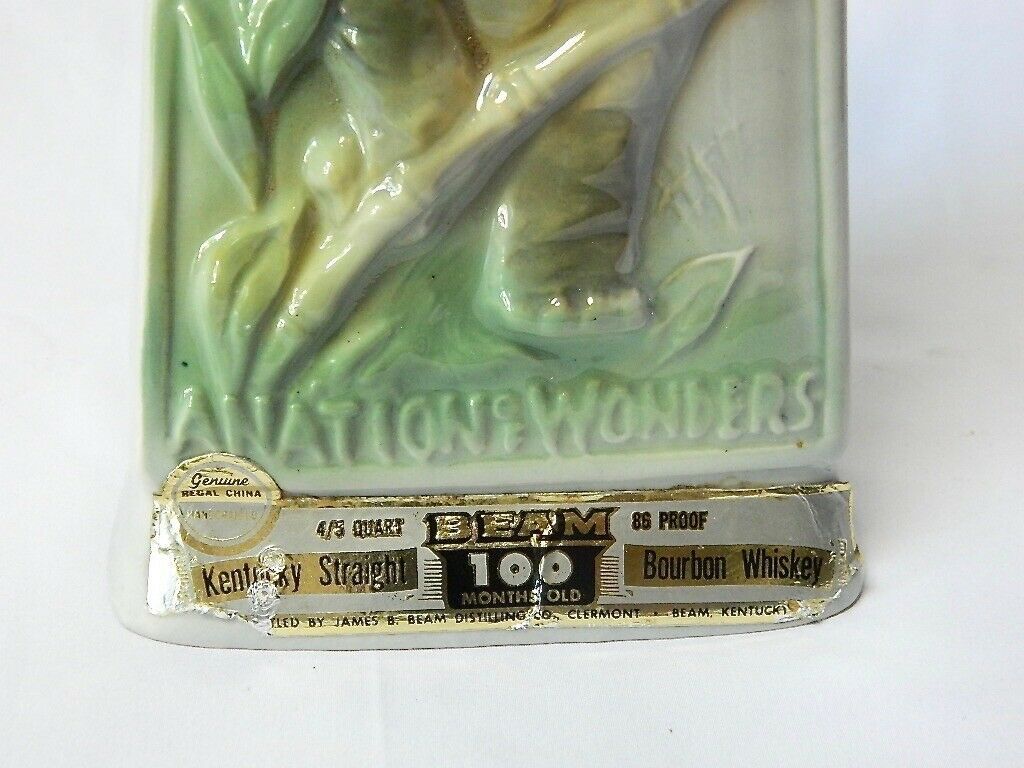 A NATION OF WONDERS
Genuine
REGAL CHINA
4/5 QUART
BEAM
86 PROOF
Kentucky Straight
100
MONTHS OLD
Bourbon Whiskey
TLED BY JAMES B. BEAM DISTILLING CO., CLERMONT - BEAM, KENTUCKY